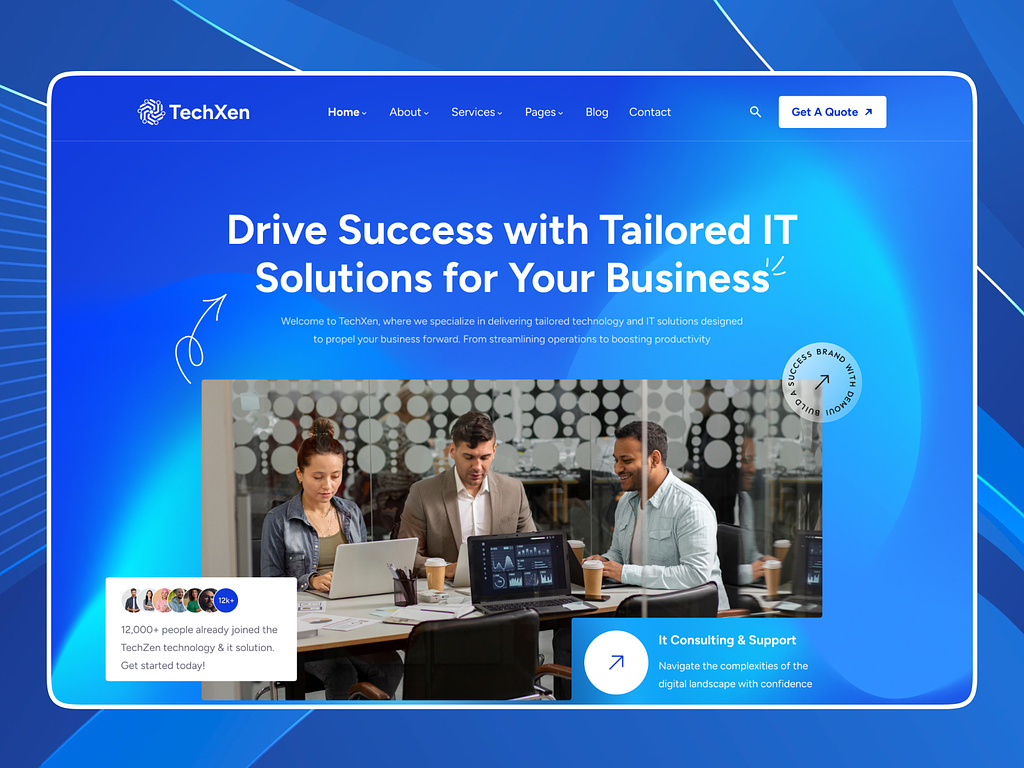 TechXen
Home About Services Pages Blog Contact
Get A Quote
Drive Success with Tailored IT
Solutions for Your Business
Welcome to TechXen, where we specialize in delivering tailored technology and IT solutions designed
to propel your business forward. From streamlining operations to boosting productivity
BUILD A SUCCESS BRAND WITH DEMOUI
12k+
12,000+ people already joined the
TechZen technology & it solution.
Get started today!
It Consulting & Support
Navigate the complexities of the
digital landscape with confidence